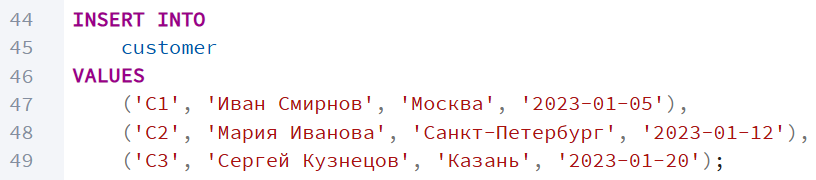 44 INSERT INTO
45     customer
46 VALUES
47     ('C1', 'Иван Смирнов', 'Москва', '2023-01-05'),
48     ('C2', 'Мария Иванова', 'Санкт-Петербург', '2023-01-12'),
49     ('C3', 'Сергей Кузнецов', 'Казань', '2023-01-20');